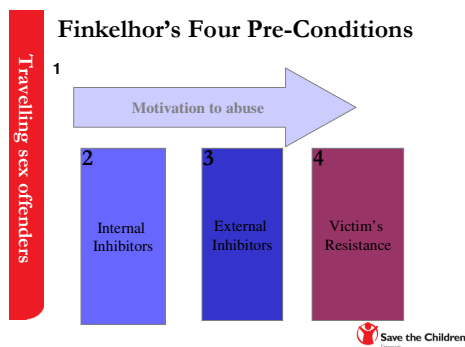 Finkelhor's Four Pre-Conditions
Travelling sex offenders
1
Motivation to abuse
2
3
4
Internal
Inhibitors
External
Inhibitors
Victim's
Resistance
Save the Children